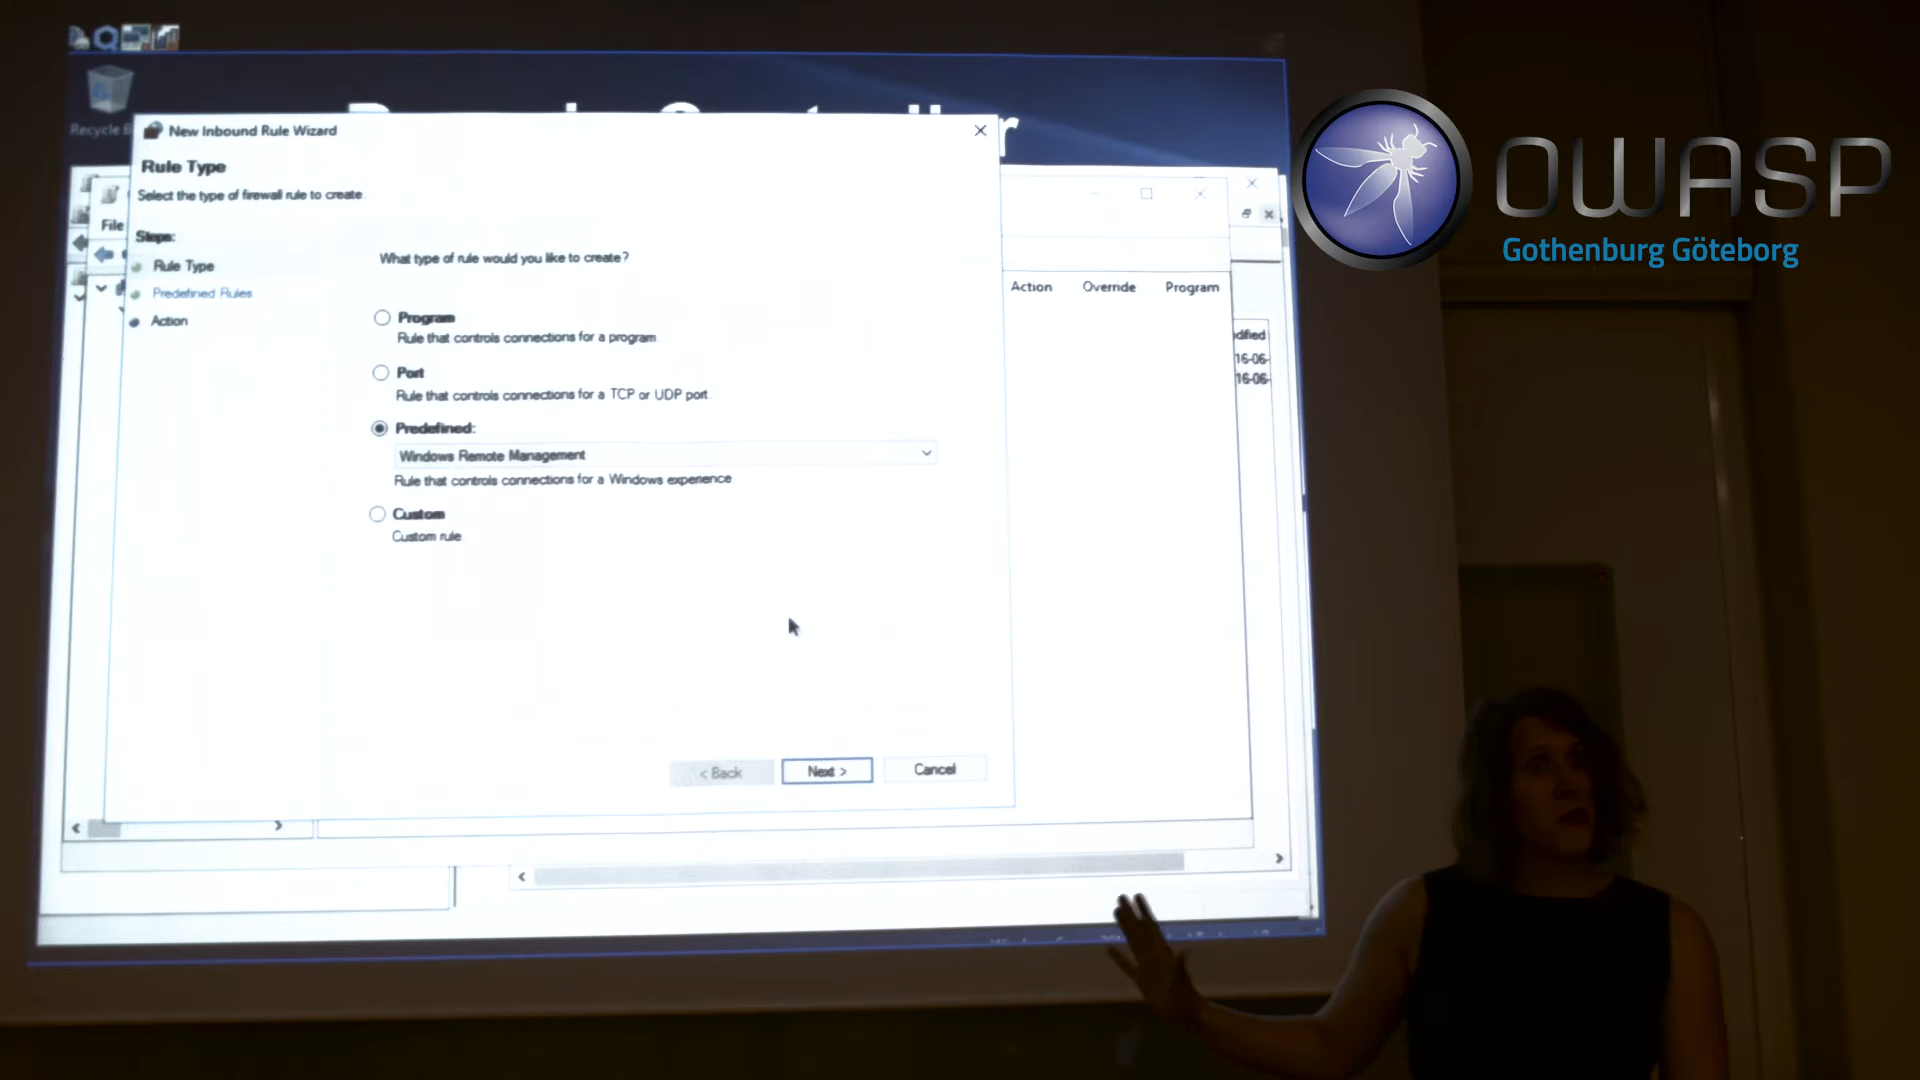 Recycle
New Inbound Rule Wizard
Rule Type
Select the type of firewall rule to create.
File
Steps:
Rule Type
Predefined Rules
Action
What type of rule would you like to create?
Program
Rule that controls connections for a program.
Port
Rule that controls connections for a TCP or UDP port.
Predefined:
Windows Remote Management
Rule that controls connections for a Windows experience
Custom
Custom rule.
< Back
Next >
Cancel
Action Override Program
16-06-
16-06-
OWASP
Gothenburg Göteborg